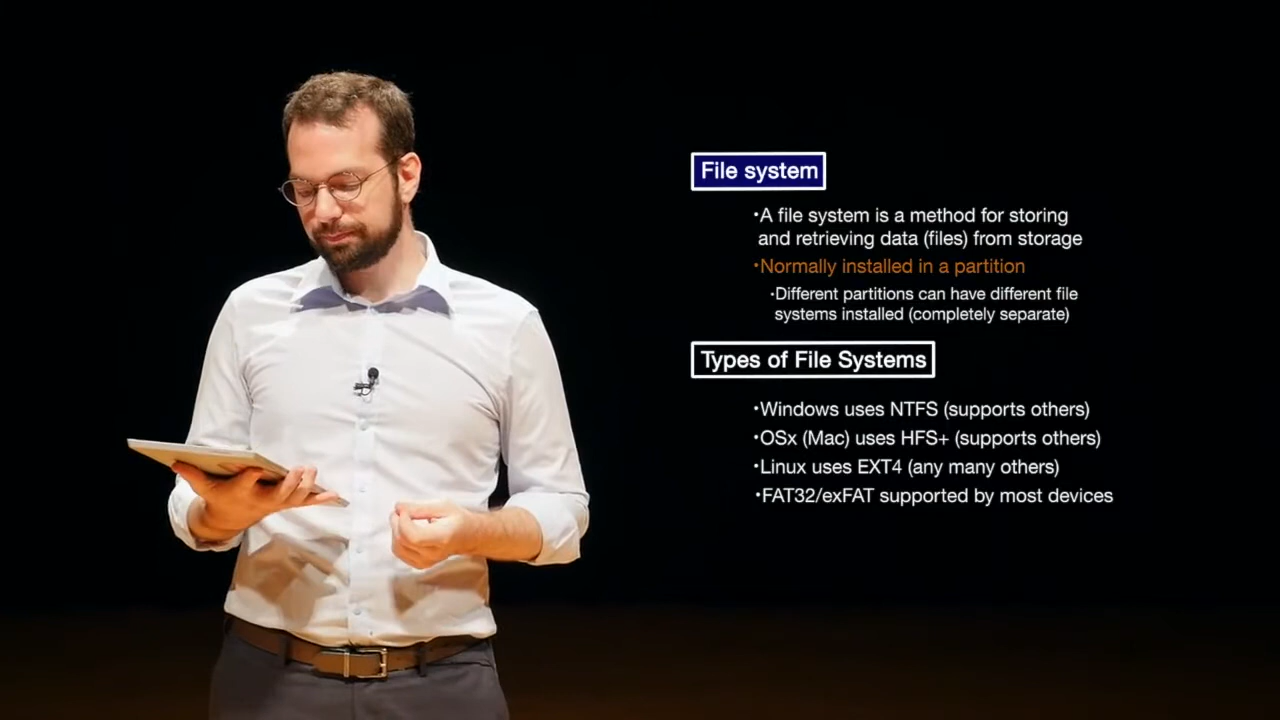 File system
•A file system is a method for storing
and retrieving data (files) from storage
•Normally installed in a partition
•Different partitions can have different file
systems installed (completely separate)
Types of File Systems
•Windows uses NTFS (supports others)
•OSx (Mac) uses HFS+ (supports others)
•Linux uses EXT4 (any many others)
•FAT32/exFAT supported by most devices